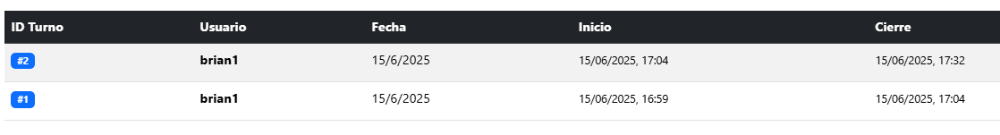 ID Turno Usuario Fecha Inicio Cierre
#2 brian1 15/6/2025 15/06/2025, 17:04 15/06/2025, 17:32
#1 brian1 15/6/2025 15/06/2025, 16:59 15/06/2025, 17:04